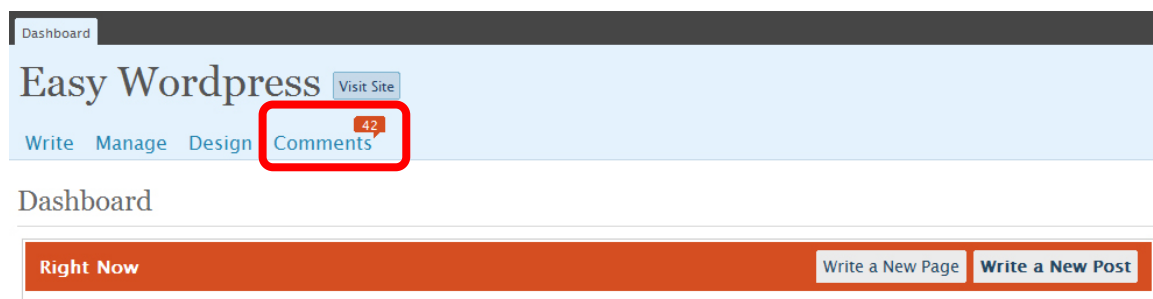 Dashboard
Easy Wordpress Visit Site
42
Write Manage Design Comments
Dashboard
Right Now Write a New Page Write a New Post